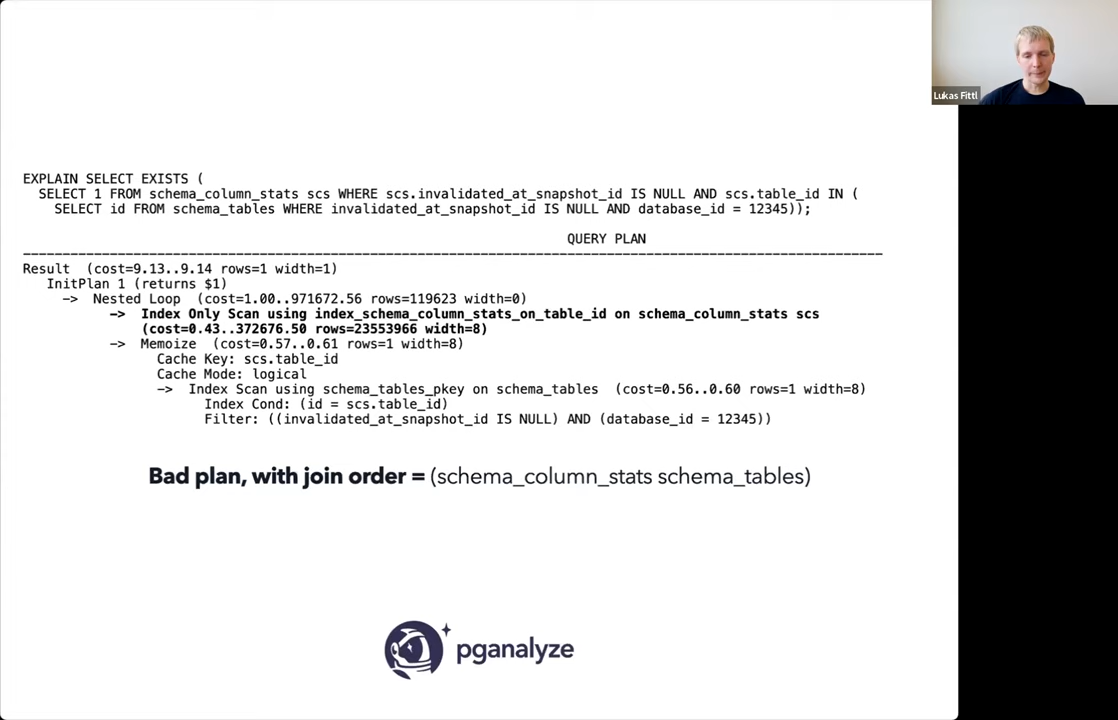 Lukas Fittl
EXPLAIN SELECT EXISTS (
SELECT 1 FROM schema_column_stats scs WHERE scs.invalidated_at_snapshot_id IS NULL AND scs.table_id IN (
SELECT id FROM schema_tables WHERE invalidated_at_snapshot_id IS NULL AND database_id = 12345));
QUERY PLAN
Result (cost=9.13..9.14 rows=1 width=1)
InitPlan 1 (returns $1)
-> Nested Loop (cost=1.00..971672.56 rows=119623 width=0)
-> Index Only Scan using index_schema_column_stats_on_table_id on schema_column_stats scs
(cost=0.43..372676.50 rows=23553966 width=8)
-> Memoize (cost=0.57..0.61 rows=1 width=8)
Cache Key: scs.table_id
Cache Mode: logical
-> Index Scan using schema_tables_pkey on schema_tables (cost=0.56..0.60 rows=1 width=8)
Index Cond: (id = scs.table_id)
Filter: ((invalidated_at_snapshot_id IS NULL) AND (database_id = 12345))
Bad plan, with join order = (schema_column_stats schema_tables)
pganalyze